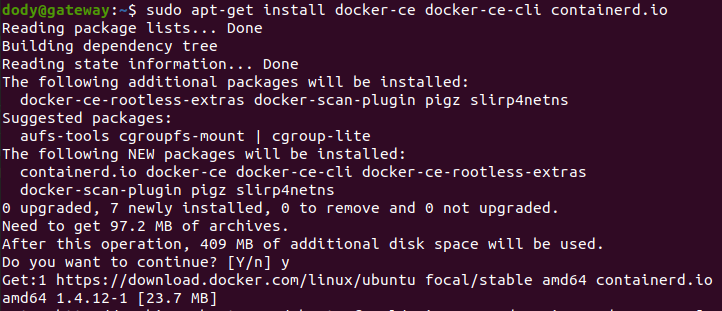 dody@gateway:~$ sudo apt-get install docker-ce docker-ce-cli containerd.io
Reading package lists... Done
Building dependency tree
Reading state information... Done
The following additional packages will be installed:
  docker-ce-rootless-extras docker-scan-plugin pigz slirp4netns
Suggested packages:
  aufs-tools cgroupfs-mount | cgroup-lite
The following NEW packages will be installed:
  containerd.io docker-ce docker-ce-cli docker-ce-rootless-extras
  docker-scan-plugin pigz slirp4netns
0 upgraded, 7 newly installed, 0 to remove and 0 not upgraded.
Need to get 97.2 MB of archives.
After this operation, 409 MB of additional disk space will be used.
Do you want to continue? [Y/n] y
Get:1 https://download.docker.com/linux/ubuntu focal/stable amd64 containerd.io
amd64 1.4.12-1 [23.7 MB]